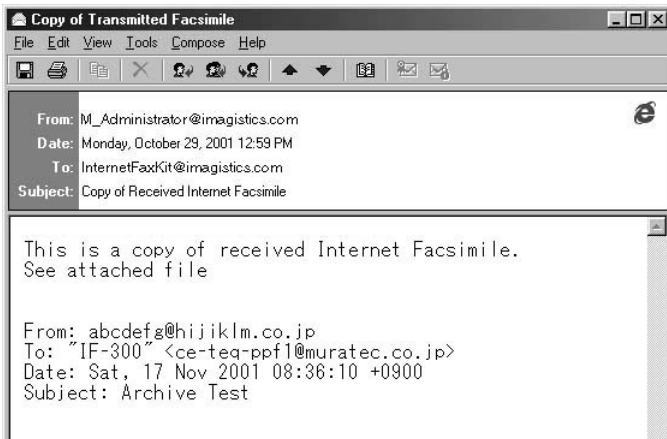 Copy of Transmitted Facsimile
File Edit View Tools Compose Help
From: M_Administrator@imagistics.com
Date: Monday, October 29, 2001 12:59 PM
To: InternetFaxKit@imagistics.com
Subject: Copy of Received Internet Facsimile
This is a copy of received Internet Facsimile.
See attached file
From: abcdefg@hijiklm.co.jp
To: "IF-300" <ce-teq-ppf1@muratec.co.jp>
Date: Sat, 17 Nov 2001 08:36:10 +0900
Subject: Archive Test